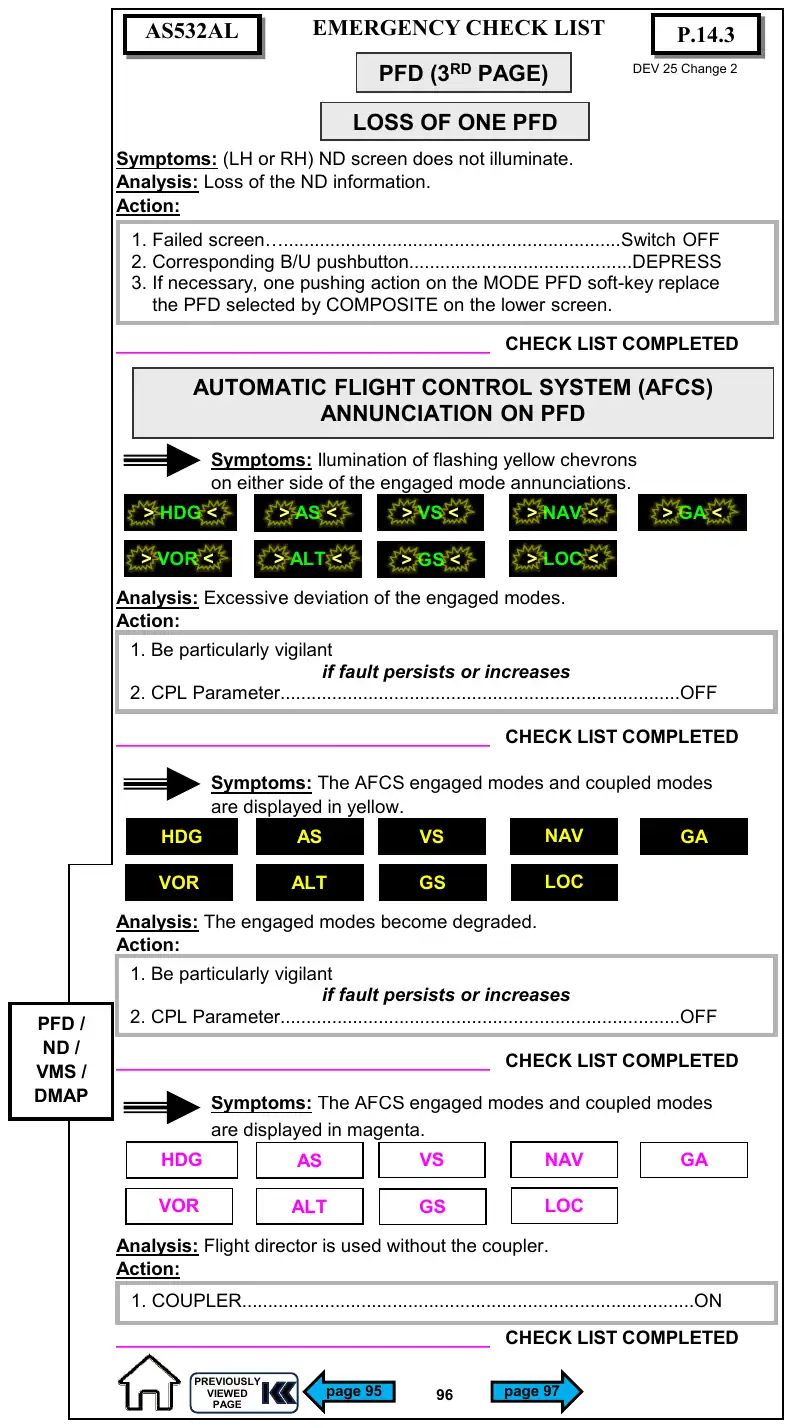 AS532AL
EMERGENCY CHECK LIST
P.14.3
DEV 25 Change 2
PFD (3RD PAGE)
LOSS OF ONE PFD
Symptoms: (LH or RH) ND screen does not illuminate.
Analysis: Loss of the ND information.
Action:
1. Failed screen…..................................................................Switch OFF
2. Corresponding B/U pushbutton...........................................DEPRESS
3. If necessary, one pushing action on the MODE PFD soft-key replace
the PFD selected by COMPOSITE on the lower screen.
CHECK LIST COMPLETED
AUTOMATIC FLIGHT CONTROL SYSTEM (AFCS)
ANNUNCIATION ON PFD
Symptoms: Ilumination of flashing yellow chevrons
on either side of the engaged mode annunciations.
> HDG < > AS < > VS < > NAV < > GA <
> VOR < > ALT < > GS < > LOC <
Analysis: Excessive deviation of the engaged modes.
Action:
1. Be particularly vigilant
if fault persists or increases
2. CPL Parameter.............................................................................OFF
CHECK LIST COMPLETED
Symptoms: The AFCS engaged modes and coupled modes
are displayed in yellow.
HDG AS VS NAV GA
VOR ALT GS LOC
Analysis: The engaged modes become degraded.
Action:
1. Be particularly vigilant
if fault persists or increases
2. CPL Parameter.............................................................................OFF
CHECK LIST COMPLETED
PFD /
ND /
VMS /
DMAP
Symptoms: The AFCS engaged modes and coupled modes
are displayed in magenta.
HDG AS VS NAV GA
VOR ALT GS LOC
Analysis: Flight director is used without the coupler.
Action:
1. COUPLER.......................................................................................ON
CHECK LIST COMPLETED
PREVIOUSLY
VIEWED
PAGE
page 95
96
page 97